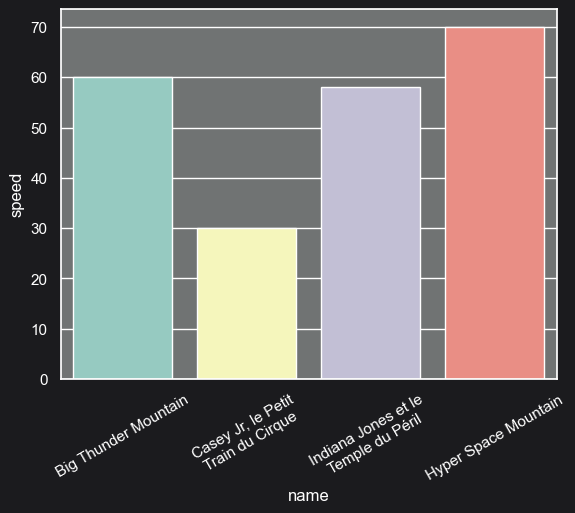 70
60
50
40
30
20
10
0
speed
Big Thunder Mountain
Casey Jr, le Petit
Train du Cirque
Indiana Jones et le
Temple du Péril
Hyper Space Mountain
name